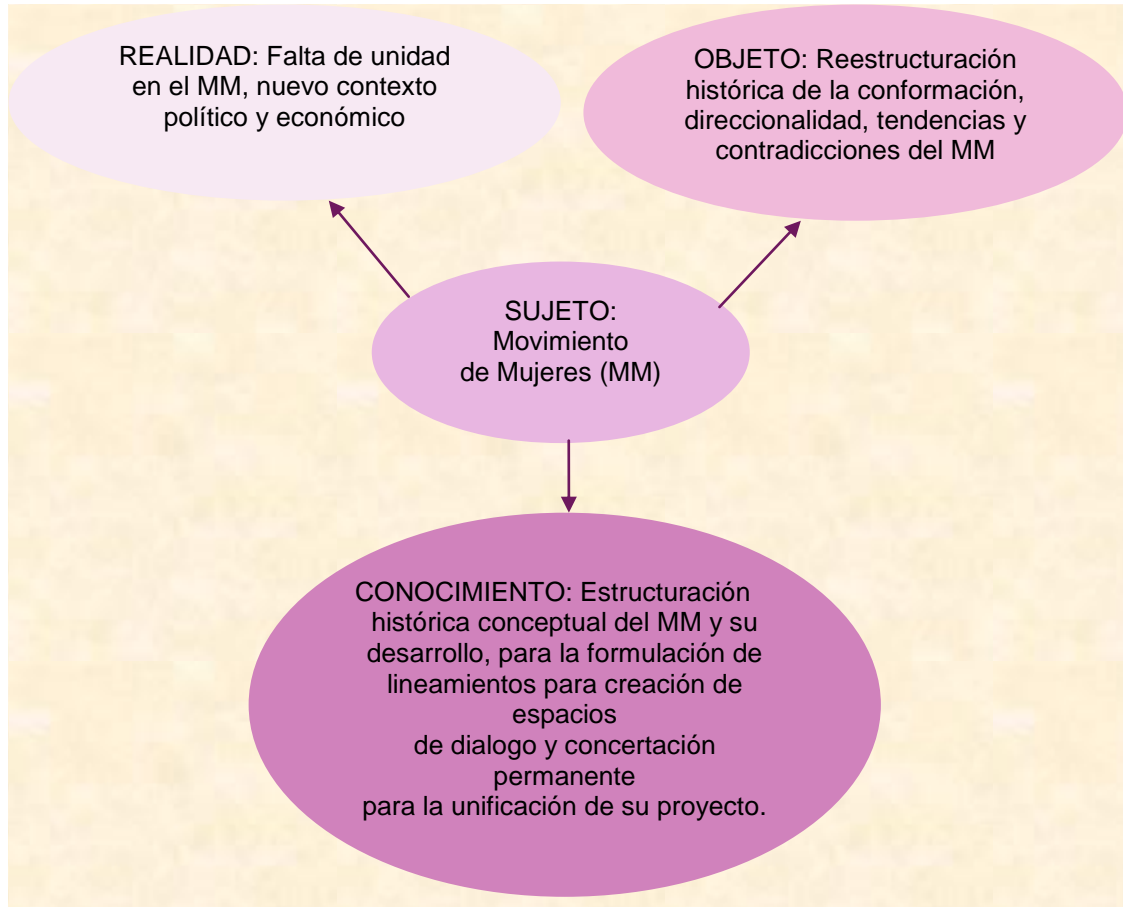 REALIDAD: Falta de unidad
en el MM, nuevo contexto
político y económico
OBJETO: Reestructuración
histórica de la conformación,
direccionalidad, tendencias y
contradicciones del MM
SUJETO:
Movimiento
de Mujeres (MM)
CONOCIMIENTO: Estructuración
histórica conceptual del MM y su
desarrollo, para la formulación de
lineamientos para creación de
espacios
de dialogo y concertación
permanente
para la unificación de su proyecto.